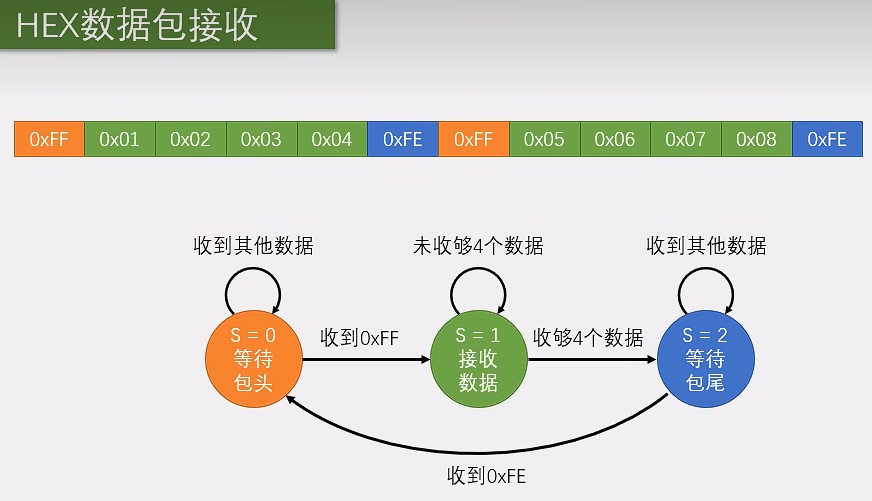 HEX数据包接收
0xFF 0x01 0x02 0x03 0x04 0xFE 0xFF 0x05 0x06 0x07 0x08 0xFE
收到其他数据 未收够4个数据 收到其他数据
S = 0
等待
包头
收到0xFF
S = 1
接收
数据
收够4个数据
S = 2
等待
包尾
收到0xFE